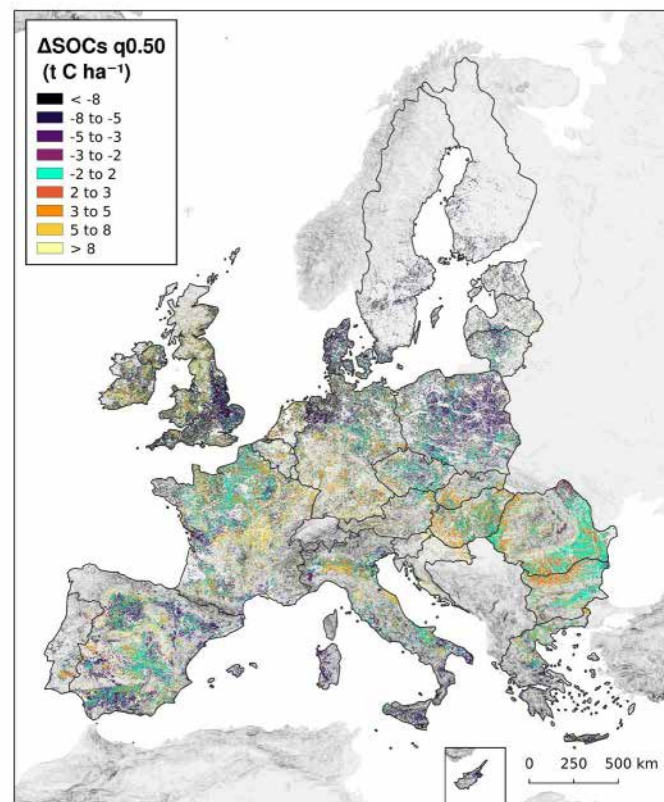 ΔSOCs q0.50
(t C ha⁻¹)
< -8
-8 to -5
-5 to -3
-3 to -2
-2 to 2
2 to 3
3 to 5
5 to 8
> 8
0 250 500 km